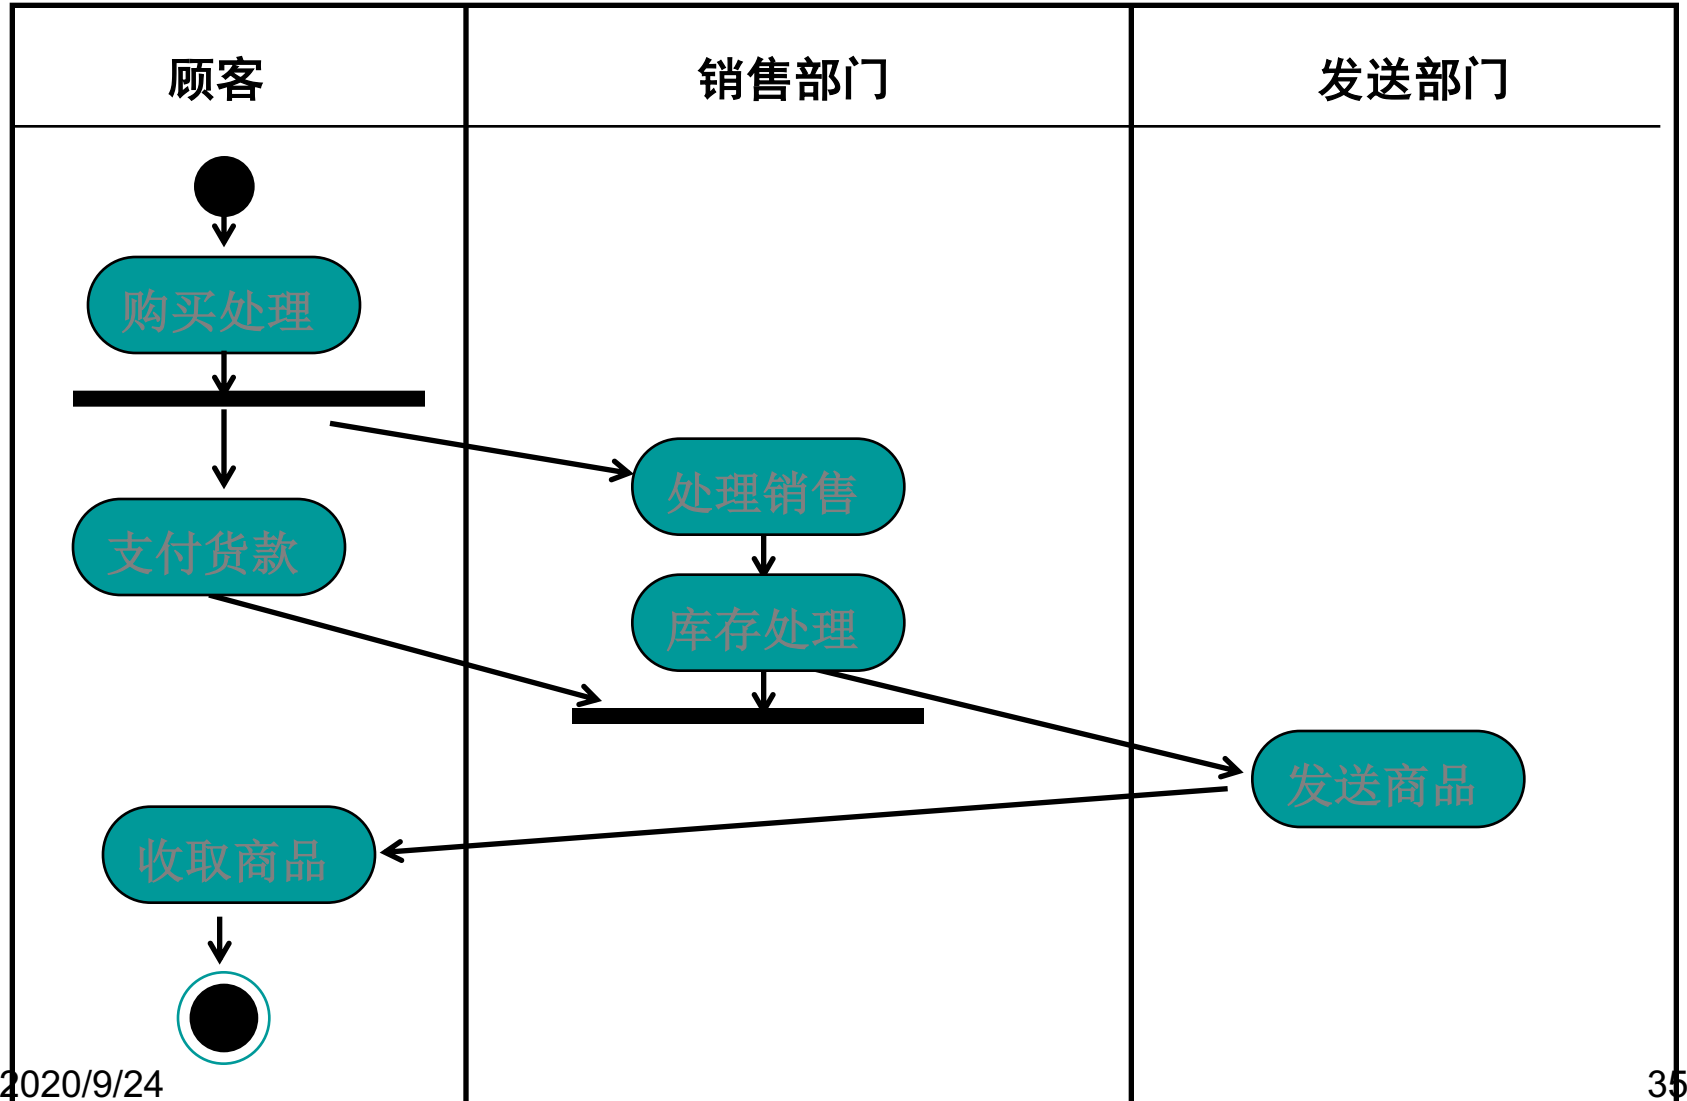 顾客
销售部门
发送部门
购买处理
处理销售
支付货款
库存处理
发送商品
收取商品
2020/9/24
35